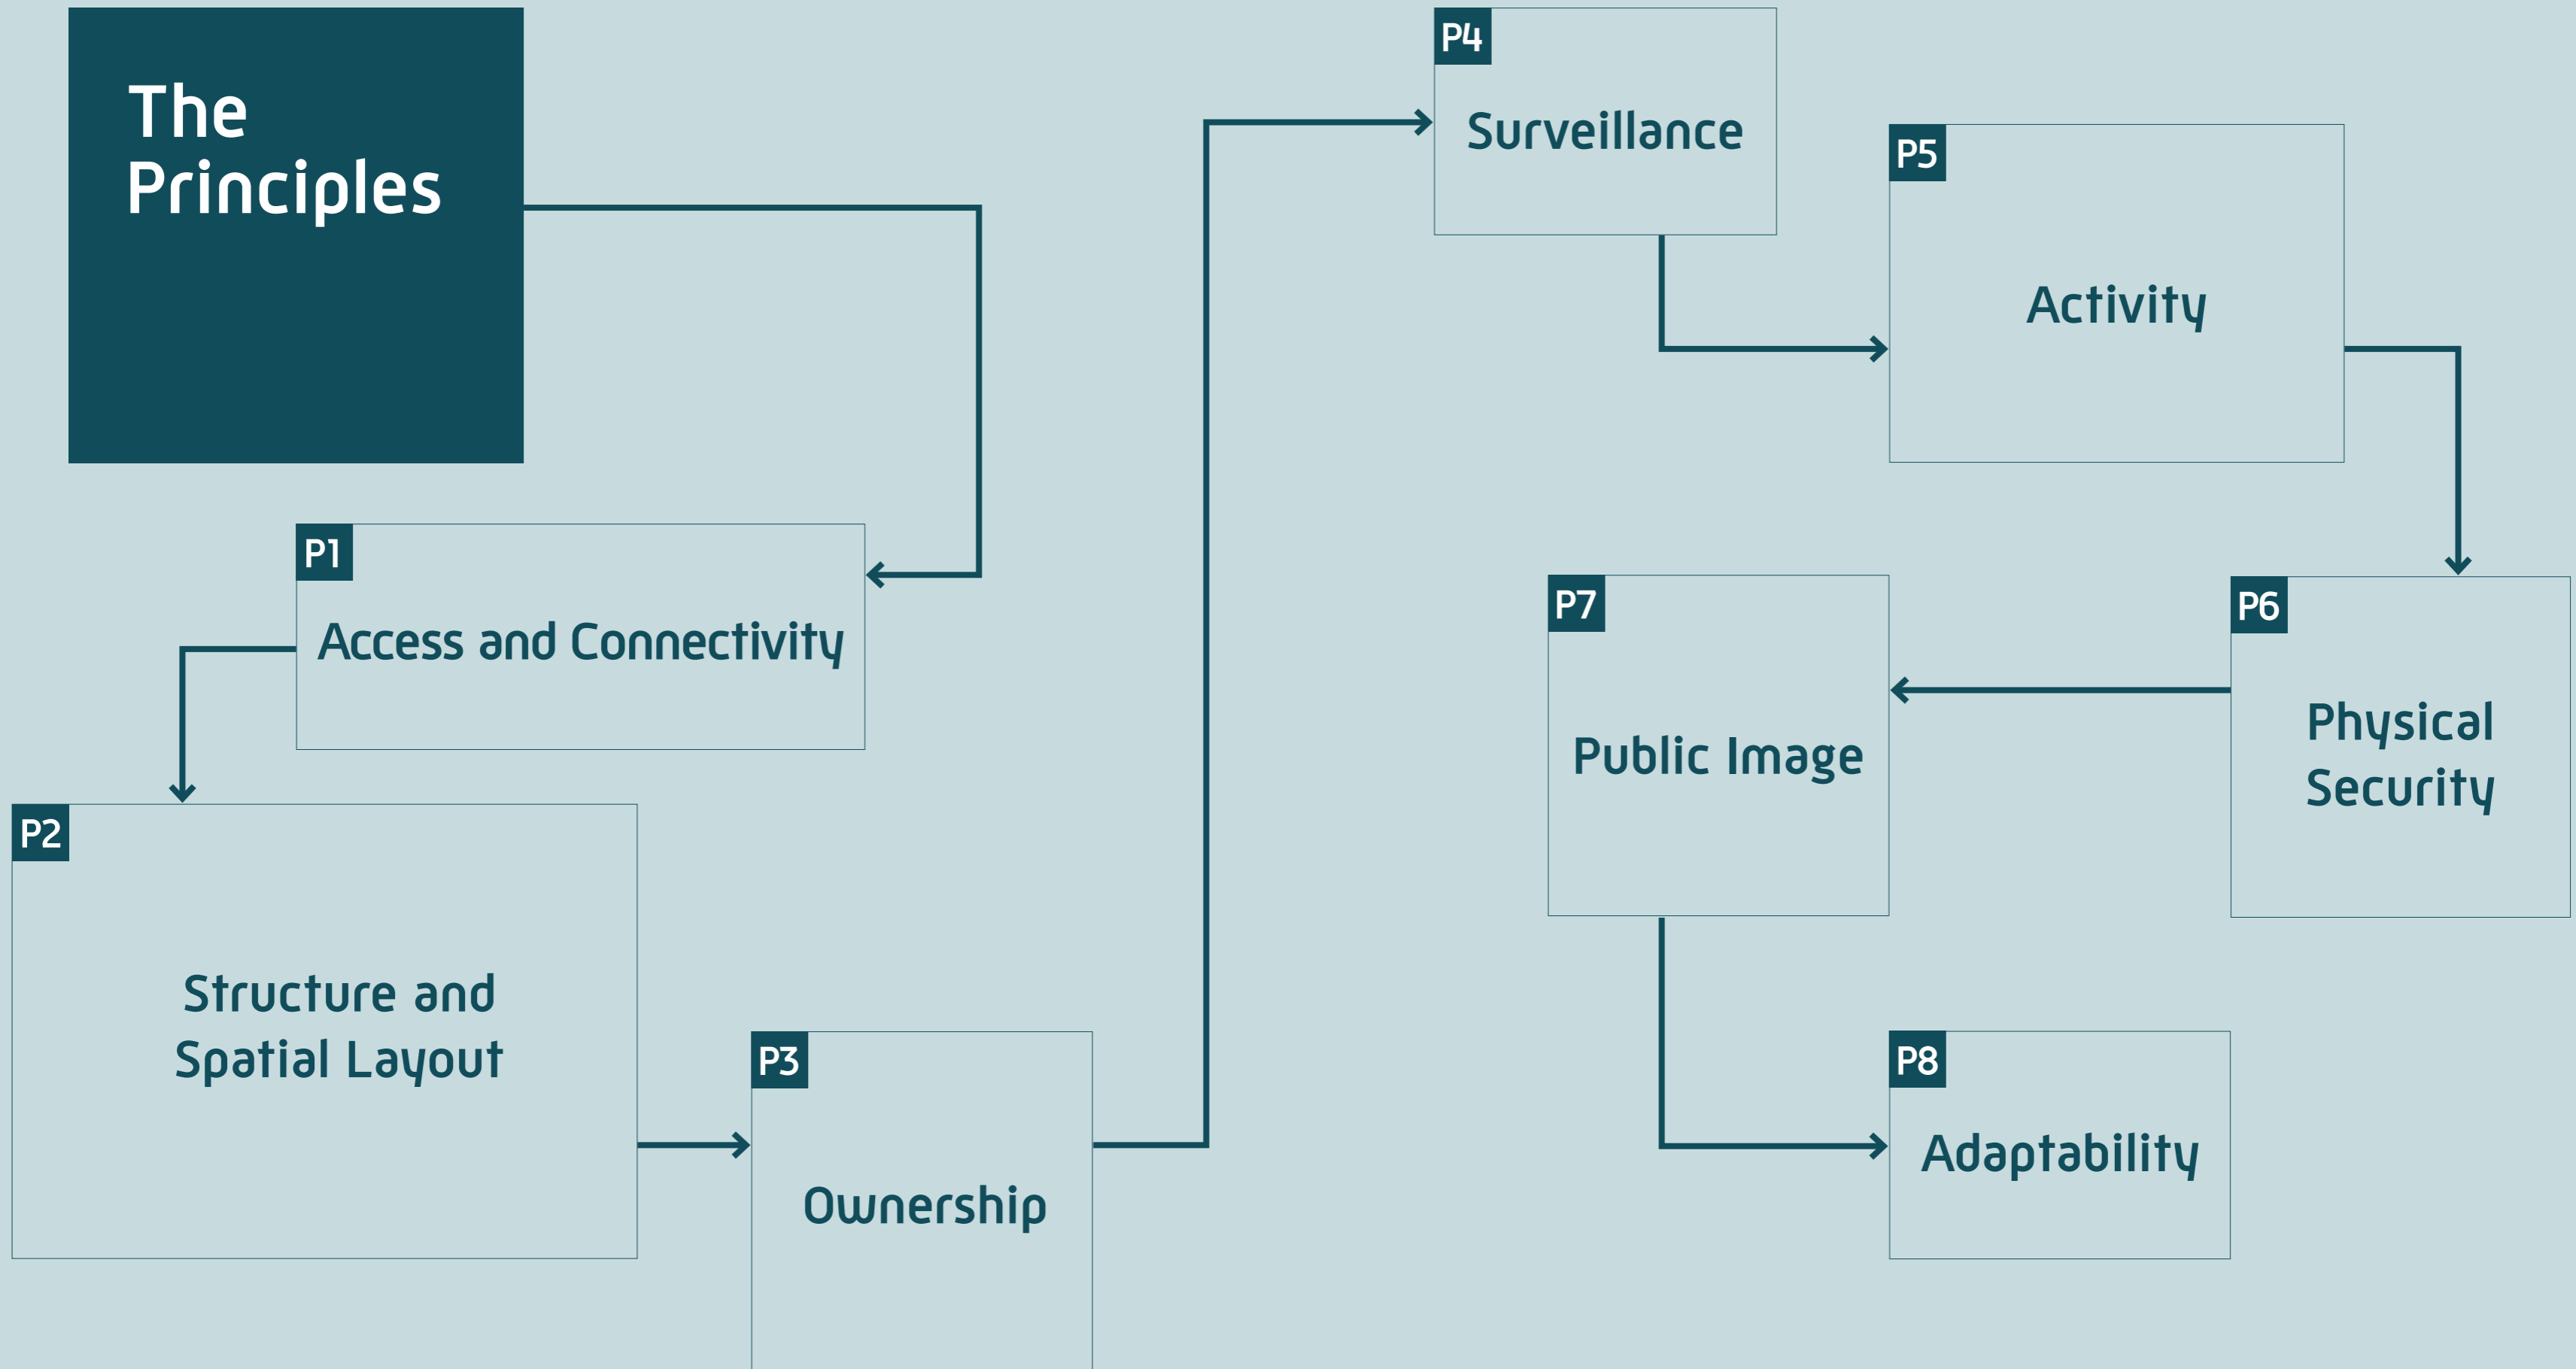 The
Principles
P1
Access and Connectivity
P2
Structure and
Spatial Layout
P3
Ownership
P4
Surveillance
P5
Activity
P6
Physical
Security
P7
Public Image
P8
Adaptability